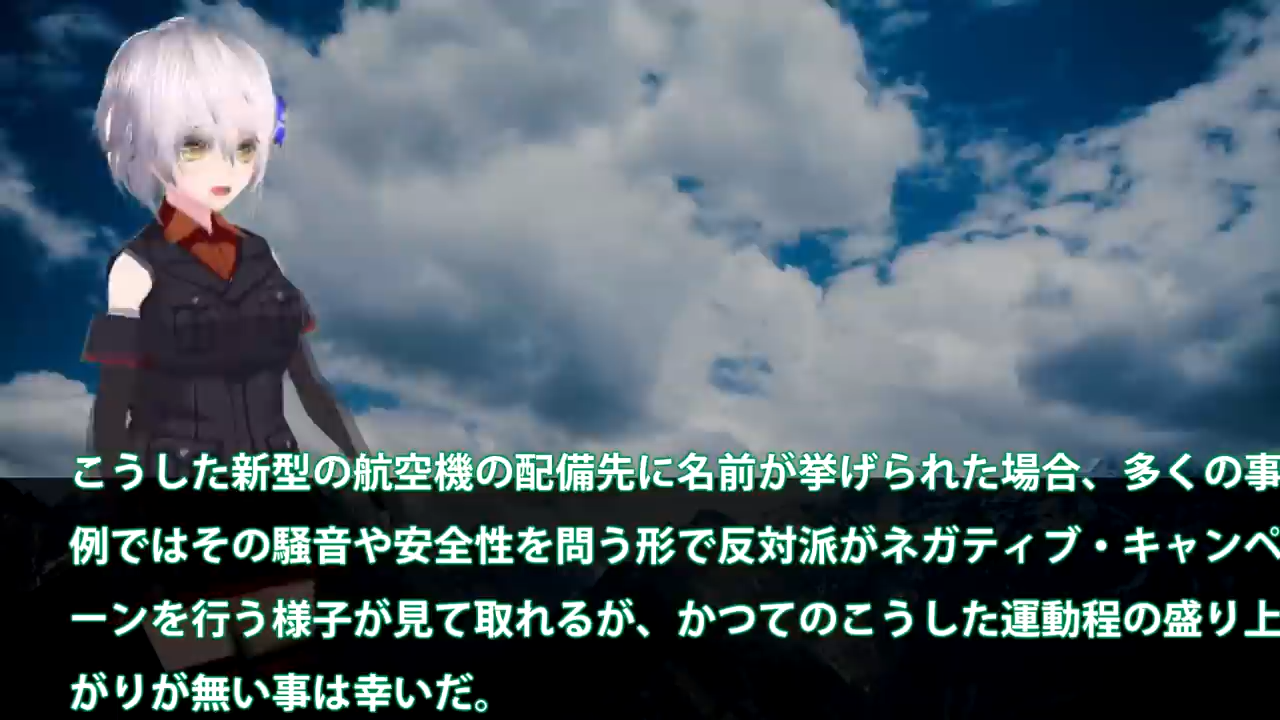 こうした新型の航空機の配備先に名前が挙げられた場合、多くの事
例ではその騒音や安全性を問う形で反対派がネガティブ・キャンペ
ーンを行う様子が見て取れるが、かつてのこうした運動程の盛り上
がりが無い事は幸いだ。